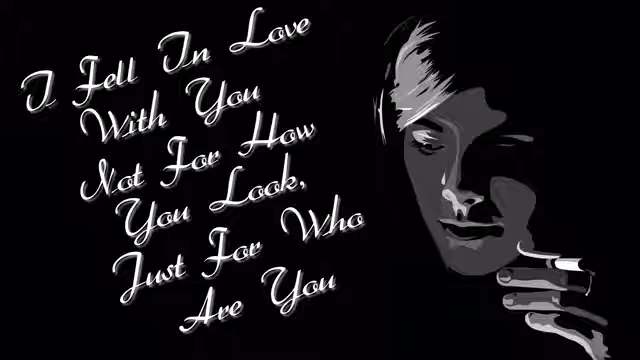 I Fell In Love
With You
Not For How
You Look,
Just For Who
Are You